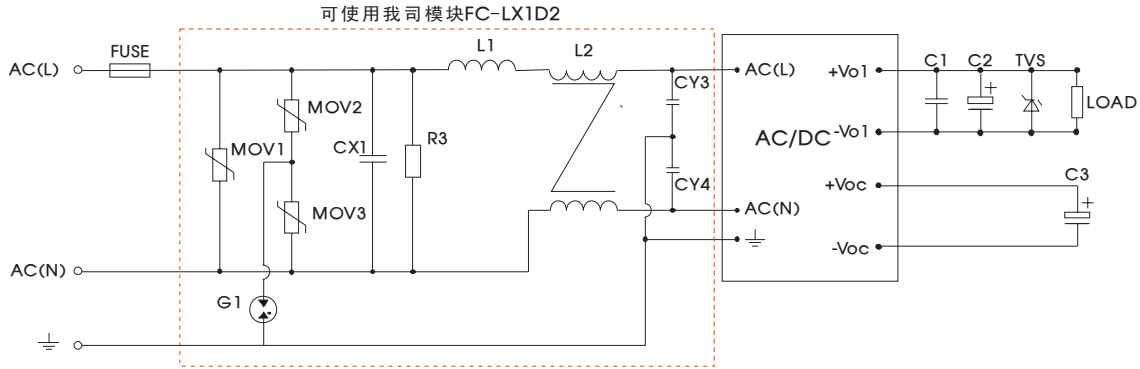 可使用我司模块FC-LX1D2
FUSE
L1
L2
AC(L)
AC(L)
+Vo1
C1
C2
TVS
CY3
+
LOAD
MOV2
MOV1
CX1
R3
AC/DC
-Vo1
CY4
+Voc
C3
MOV3
AC(N)
+
-Voc
AC(N)
G1